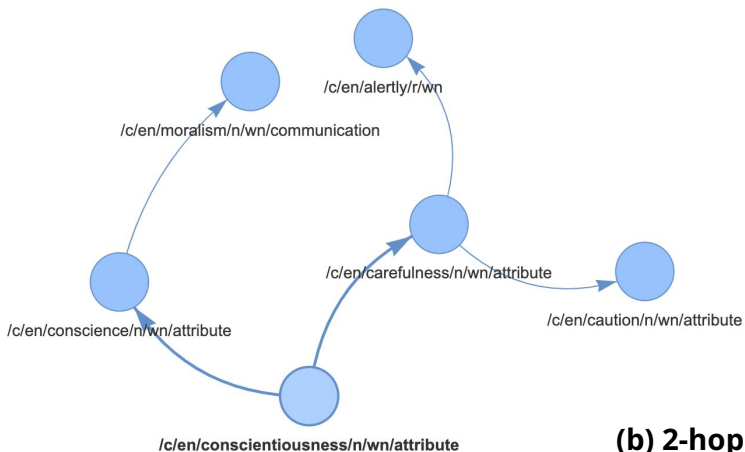 /c/en/alertly/r/wn
/c/en/moralism/n/wn/communication
/c/en/carefulness/n/wn/attribute
/c/en/caution/n/wn/attribute
/c/en/conscience/n/wn/attribute
/c/en/conscientiousness/n/wn/attribute
(b) 2-hop